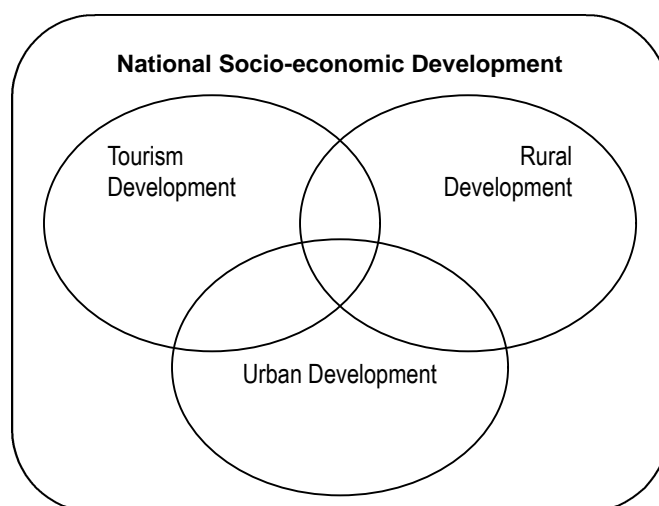 National Socio-economic Development
Tourism
Development
Rural
Development
Urban Development